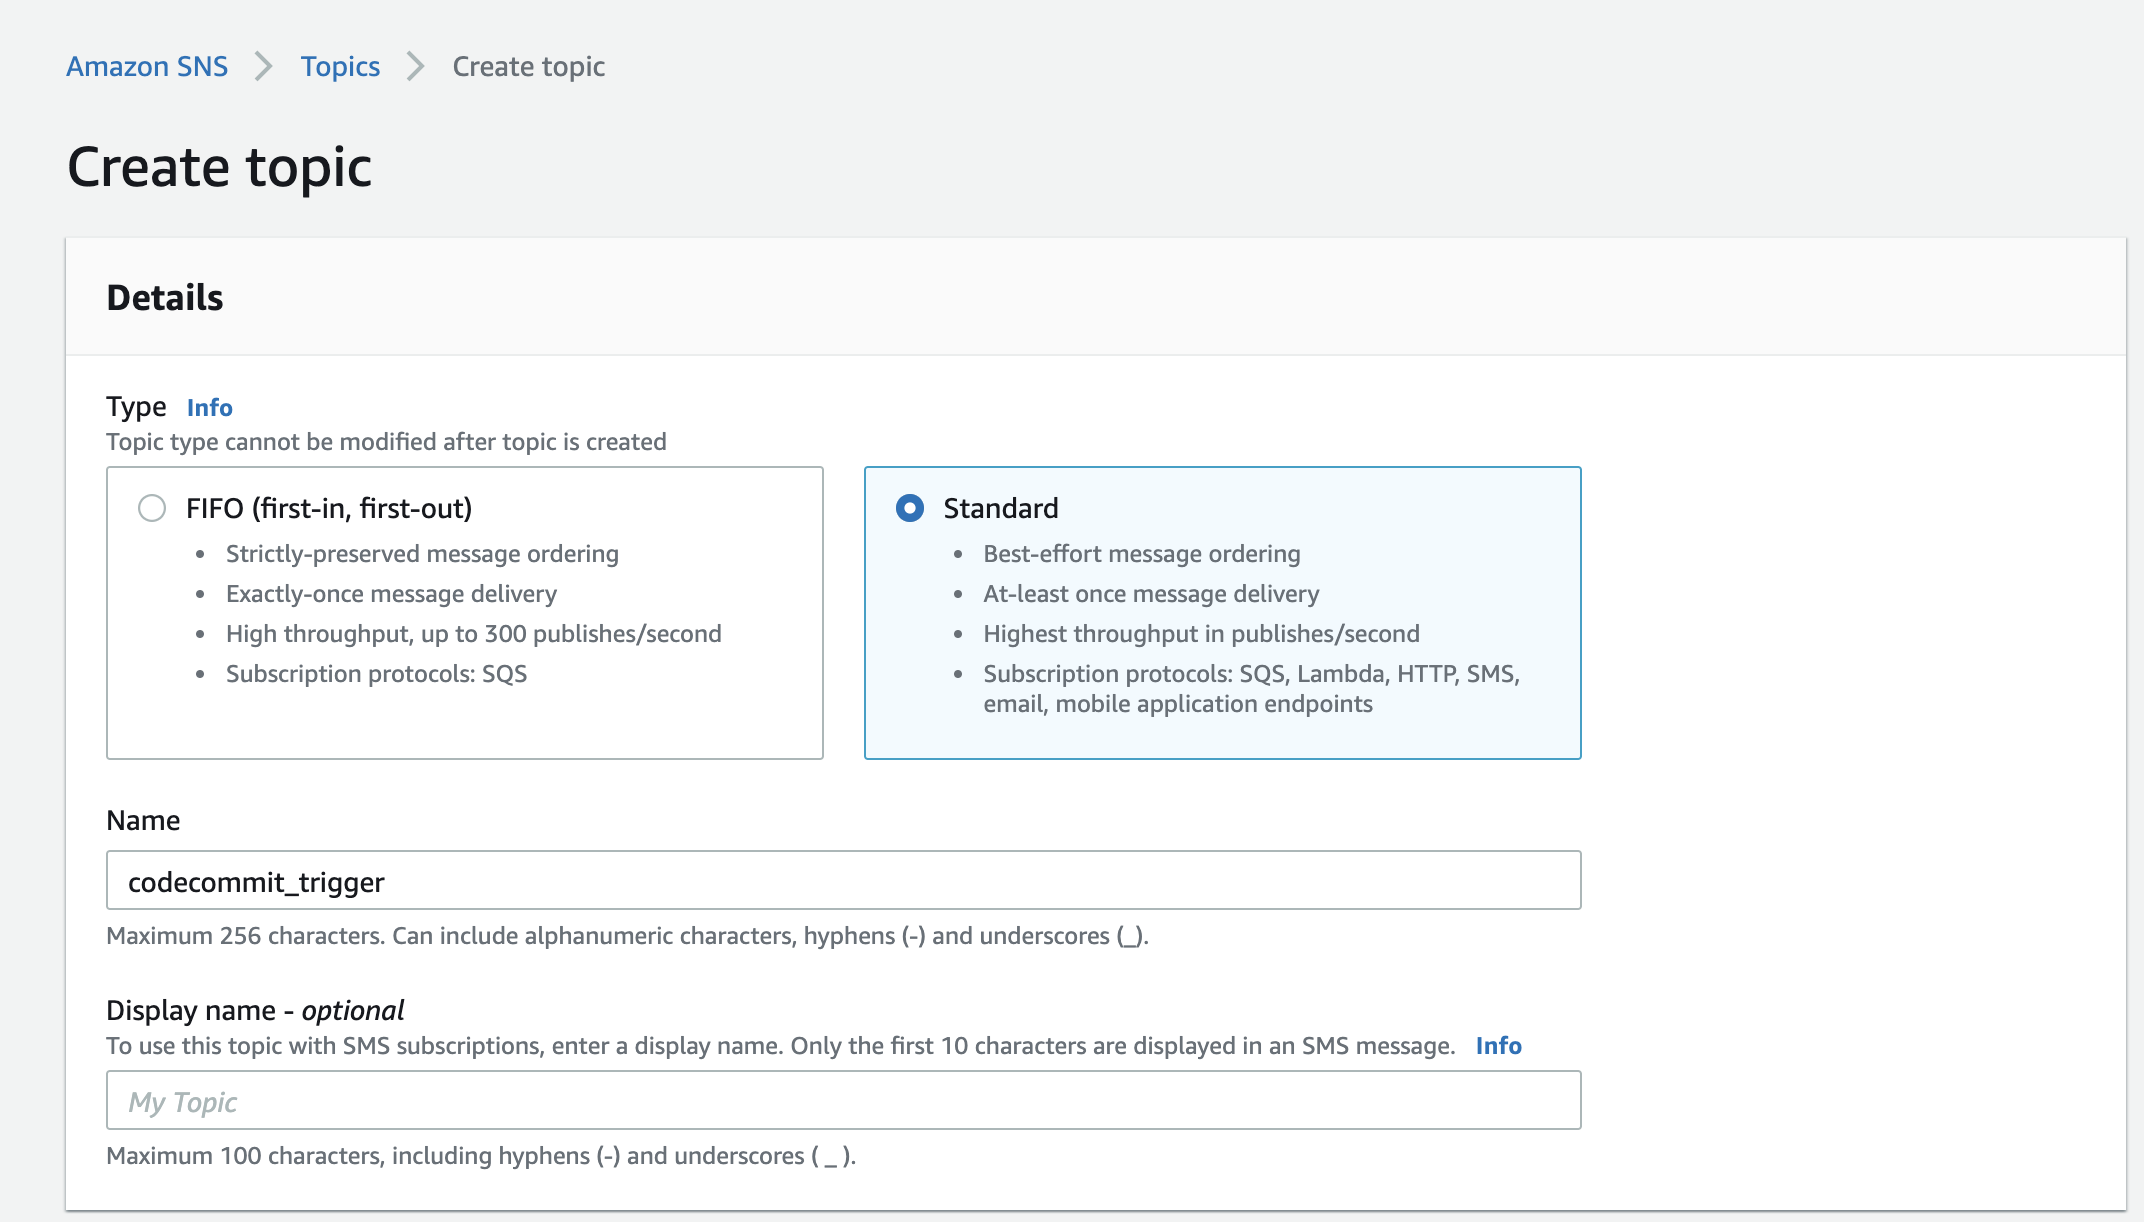 Amazon SNS > Topics > Create topic
Create topic
Details
Type Info
Topic type cannot be modified after topic is created
FIFO (first-in, first-out)
• Strictly-preserved message ordering
• Exactly-once message delivery
• High throughput, up to 300 publishes/second
• Subscription protocols: SQS
Standard
• Best-effort message ordering
• At-least once message delivery
• Highest throughput in publishes/second
• Subscription protocols: SQS, Lambda, HTTP, SMS,
email, mobile application endpoints
Name
codecommit_trigger
Maximum 256 characters. Can include alphanumeric characters, hyphens (-) and underscores (_).
Display name - optional
To use this topic with SMS subscriptions, enter a display name. Only the first 10 characters are displayed in an SMS message. Info
My Topic
Maximum 100 characters, including hyphens (-) and underscores ( _ ).